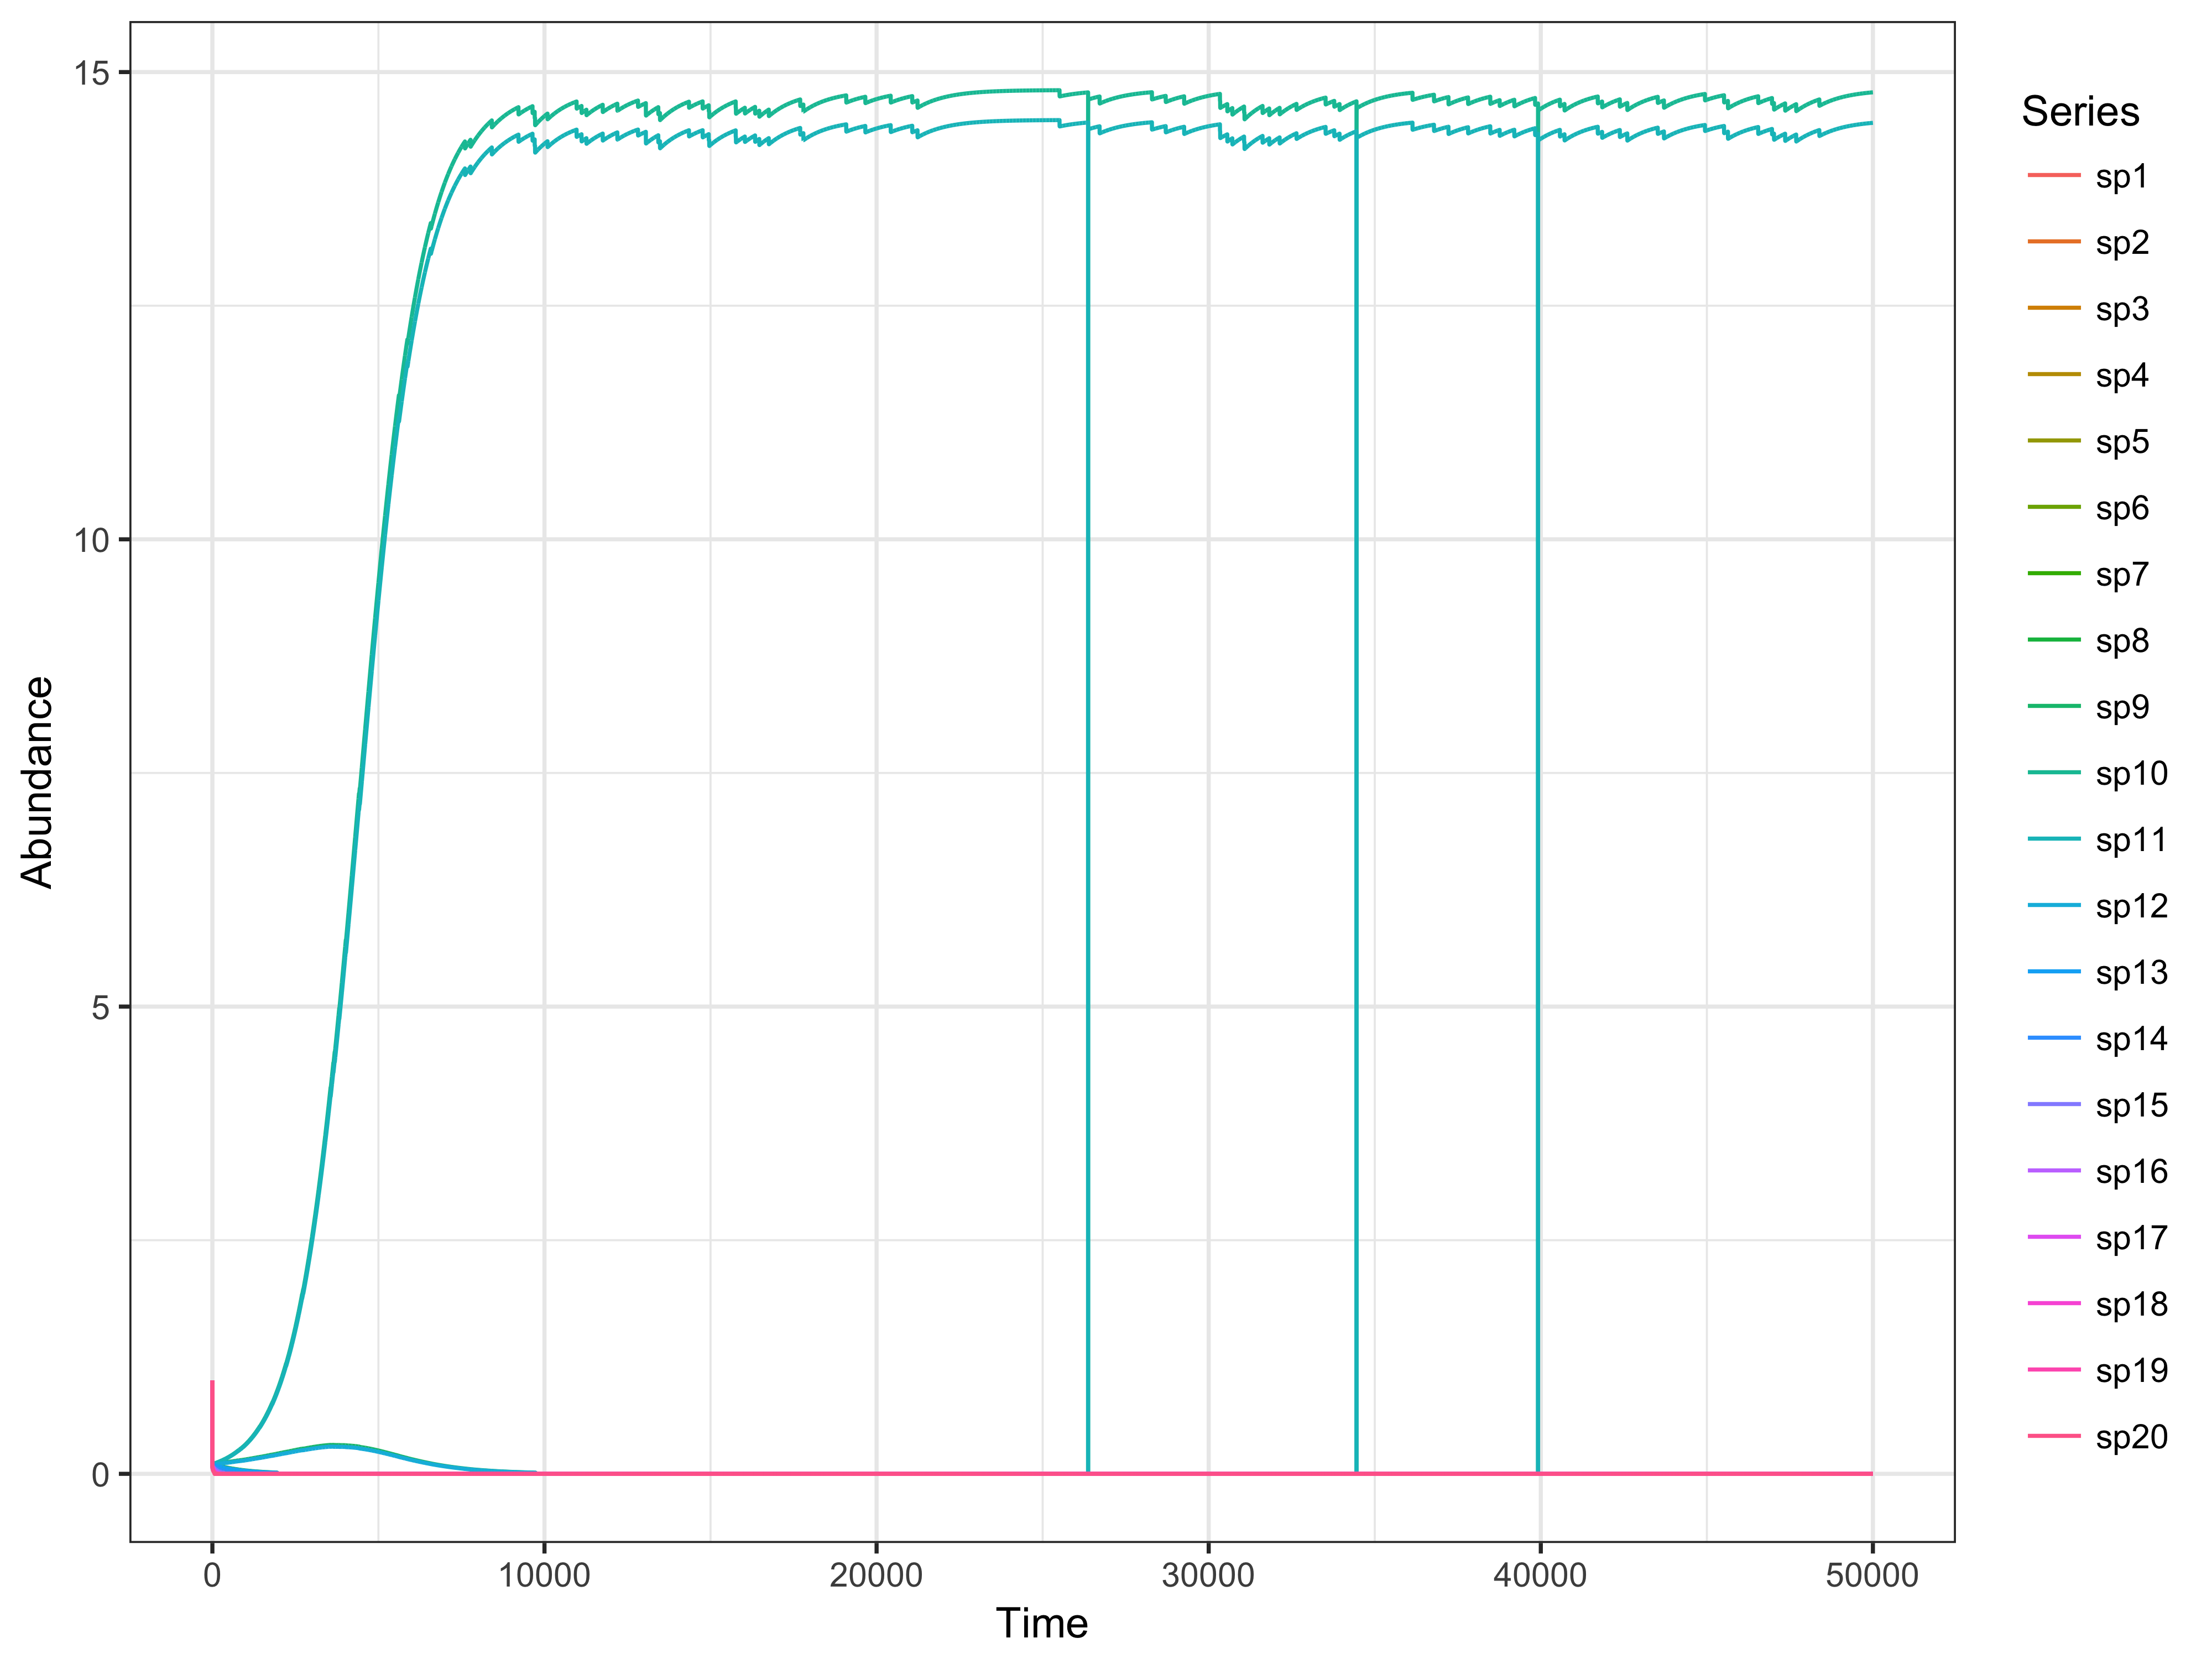 15
10
5
0
Abundance
0 10000 20000 30000 40000 50000
Time
Series
sp1
sp2
sp3
sp4
sp5
sp6
sp7
sp8
sp9
sp10
sp11
sp12
sp13
sp14
sp15
sp16
sp17
sp18
sp19
sp20